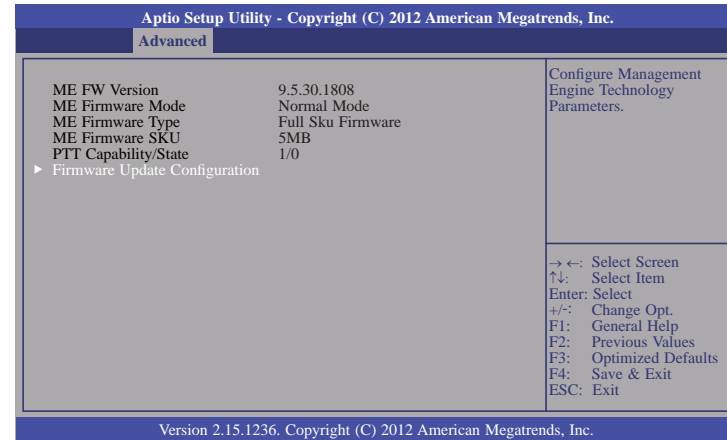 Aptio Setup Utility - Copyright (C) 2012 American Megatrends, Inc.
Advanced
ME FW Version 9.5.30.1808
ME Firmware Mode Normal Mode
ME Firmware Type Full Sku Firmware
ME Firmware SKU 5MB
PTT Capability/State 1/0
▶ Firmware Update Configuration
Configure Management
Engine Technology
Parameters.
→ ←: Select Screen
↑↓: Select Item
Enter: Select
+/-: Change Opt.
F1: General Help
F2: Previous Values
F3: Optimized Defaults
F4: Save & Exit
ESC: Exit
Version 2.15.1236. Copyright (C) 2012 American Megatrends, Inc.